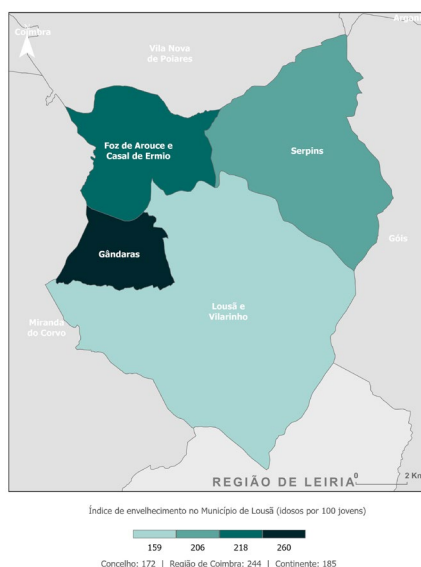 Coimbra
Arganil
Vila Nova
de Poiares
Foz de Arouce e
Casal de Ermio
Serpins
Góis
Gândaras
Lousã e
Vilarinho
Miranda
do Corvo
REGIÃO DE LEIRIA
0 2 Km
Índice de envelhecimento no Município de Lousã (idosos por 100 jovens)
159 206 218 260
Concelho: 172 | Região de Coimbra: 244 | Continente: 185